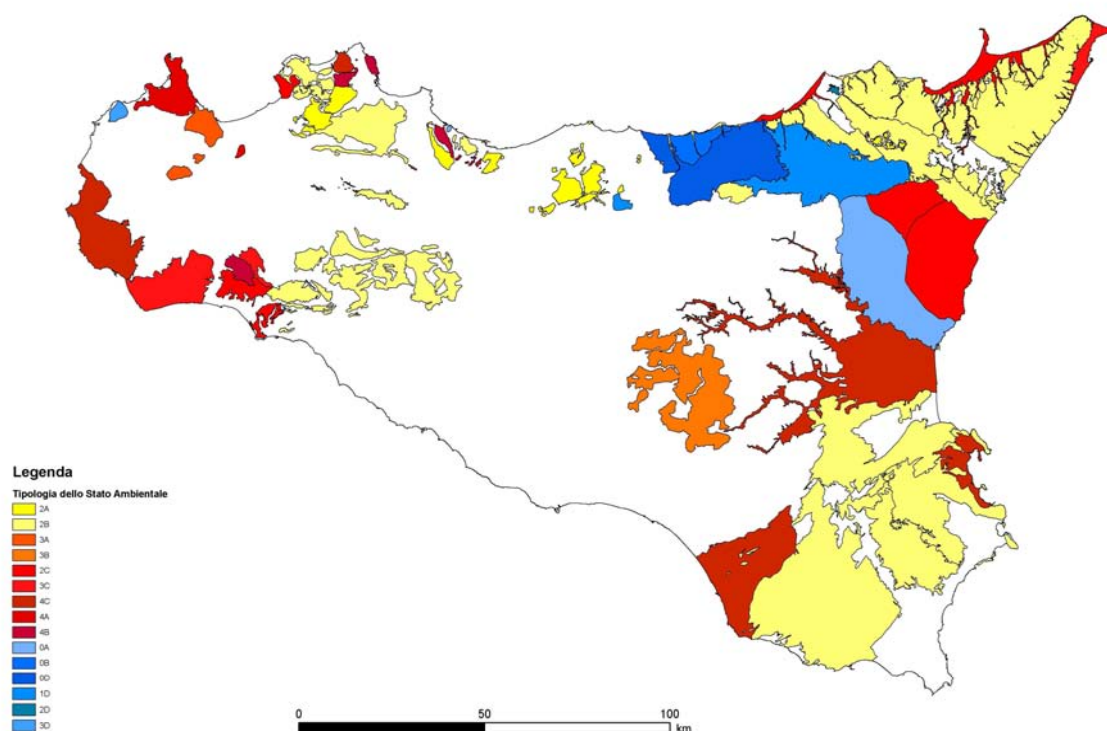 Legenda
Tipologia dello Stato Ambientale
2A
2B
3A
3B
2C
3C
4C
4A
4B
0A
0B
0D
1D
2D
3D
0 50 100
km